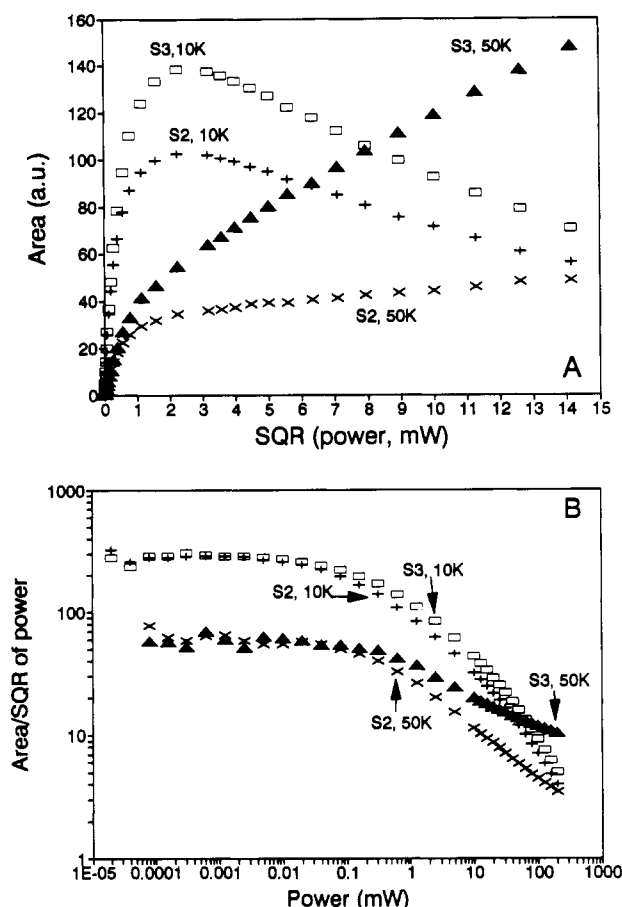 160
140
120
100
80
60
40
20
0
Area (a.u.)
S3,10K
S3, 50K
S2, 10K
S2, 50K
A
0 1 2 3 4 5 6 7 8 9 10 11 12 13 14 15
SQR (power, mW)
1000
100
10
1
Area/SQR of power
B
S3, 10K
S2, 10K
S3, 50K
S2, 50K
1E-05 0.0001 0.001 0.01 0.1 1 10 100 1000
Power (mW)